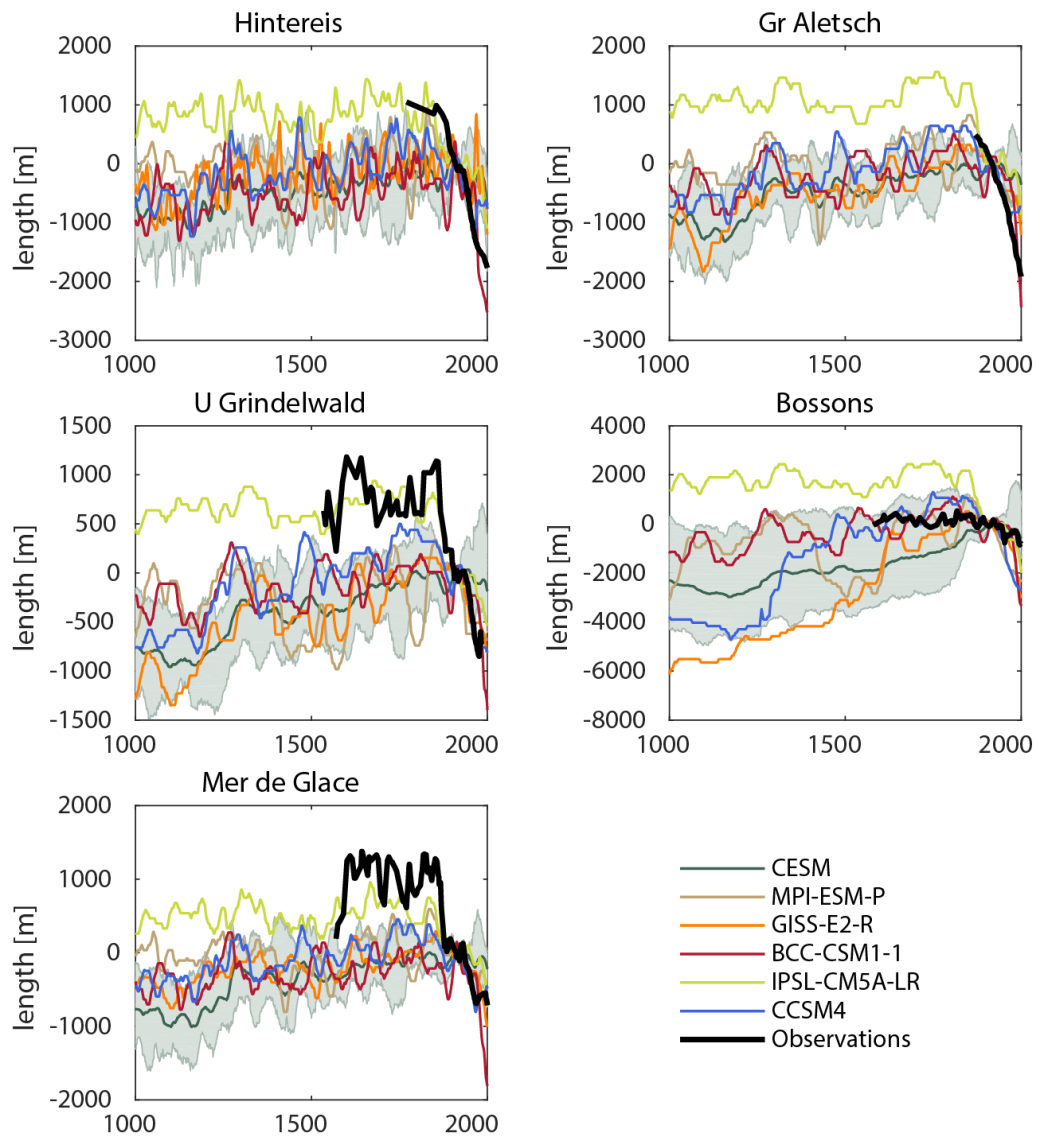 Hintereis
Gr Aletsch
2000
1000
0
-1000
-2000
-3000
length [m]
1000
1500
2000
2000
1000
0
-1000
-2000
-3000
length [m]
1000
1500
2000
U Grindelwald
Bossons
1500
1000
500
0
-500
-1000
-1500
length [m]
1000
1500
2000
4000
2000
0
-2000
-4000
-6000
-8000
length [m]
1000
1500
2000
Mer de Glace
2000
1000
0
-1000
-2000
length [m]
1000
1500
2000
CESM
MPI-ESM-P
GISS-E2-R
BCC-CSM1-1
IPSL-CM5A-LR
CCSM4
Observations